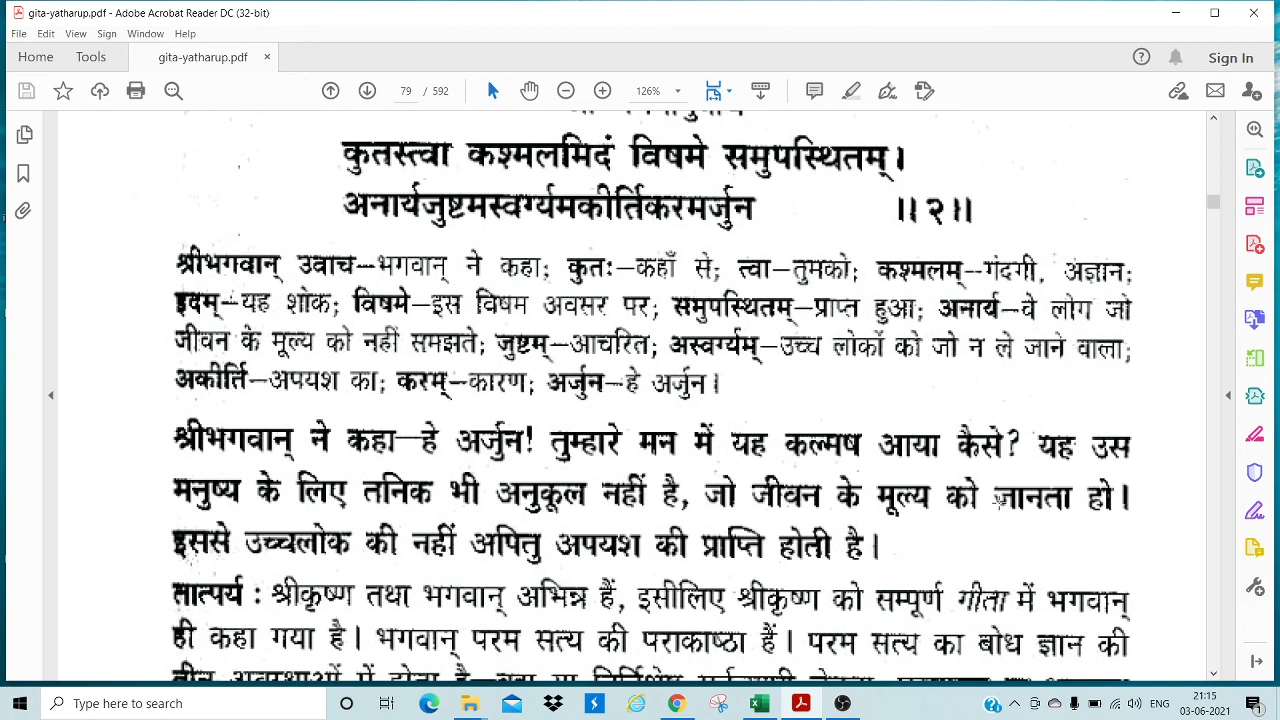 gita-yatharup.pdf - Adobe Acrobat Reader DC (32-bit)
File Edit View Sign Window Help
Home Tools gita-yatharup.pdf × Sign In
79 / 592 126%
कुतस्त्वा कश्मलमिदं विषमे समुपस्थितम्।
अनार्यजुष्टमस्वर्ग्यमकीर्तिकरमर्जुन ॥२॥
श्रीभगवान् उवाच—भगवान् ने कहा; कुतः—कहाँ से; त्वा—तुमको; कश्मलम्—गंदगी, अज्ञान;
इदम्—यह शोक; विषमे—इस विषम अवसर पर; समुपस्थितम्—प्राप्त हुआ; अनार्य—वे लोग जो
जीवन के मूल्य को नहीं समझते; जुष्टम्—आचरित; अस्वर्ग्यम्—उच्च लोकों को जो न ले जाने वाला;
अकीर्ति—अपयश का; करम्—कारण; अर्जुन—हे अर्जुन।
श्रीभगवान् ने कहा—हे अर्जुन! तुम्हारे मन में यह कल्मष आया कैसे? यह उस
मनुष्य के लिए तनिक भी अनुकूल नहीं है, जो जीवन के मूल्य को जानता हो।
इससे उच्चलोक की नहीं अपितु अपयश की प्राप्ति होती है।
तात्पर्य : श्रीकृष्ण तथा भगवान् अभिन्न हैं, इसीलिए श्रीकृष्ण को सम्पूर्ण गीता में भगवान्
ही कहा गया है। भगवान् परम सत्य की पराकाष्ठा हैं। परम सत्य का बोध ज्ञान की
Type here to search ENG 21:15
03-06-2021